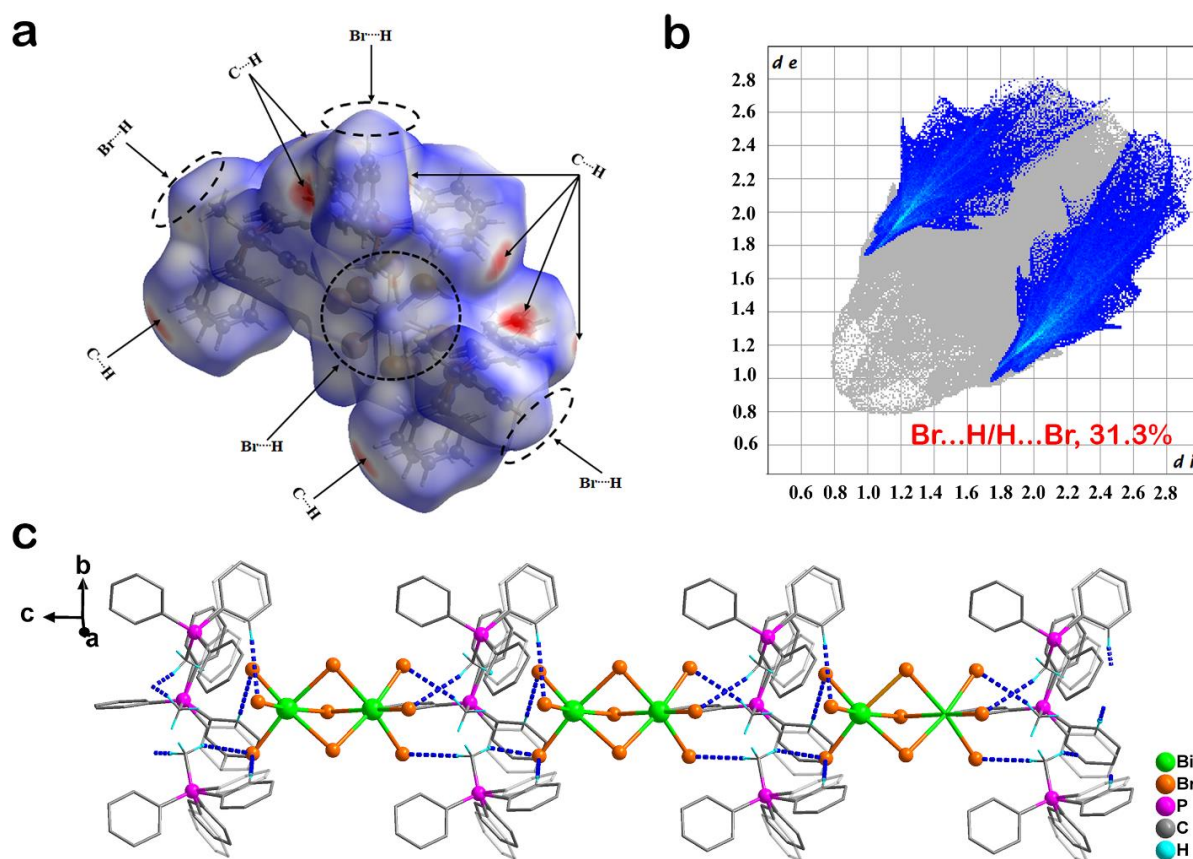 a
Br····H
C····H
Br····H
C····H
C····H
Br····H
C····H
Br····H
b
d e
2.8
2.6
2.4
2.2
2.0
1.8
1.6
1.4
1.2
1.0
0.8
0.6
Br...H/H...Br, 31.3%
d i
0.6 0.8 1.0 1.2 1.4 1.6 1.8 2.0 2.2 2.4 2.6 2.8
c
b
c
a
Bi
Br
P
C
H